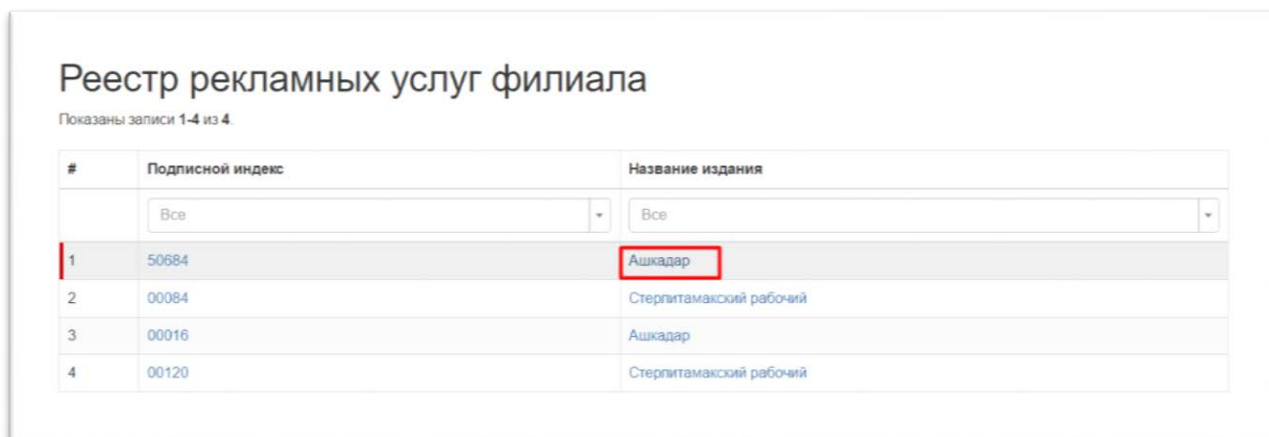 Реестр рекламных услуг филиала
Показаны записи 1-4 из 4.
# Подписной индекс Название издания
Все Все
1 50684 Ашкадар
2 00084 Стерлитамакский рабочий
3 00016 Ашкадар
4 00120 Стерлитамакский рабочий